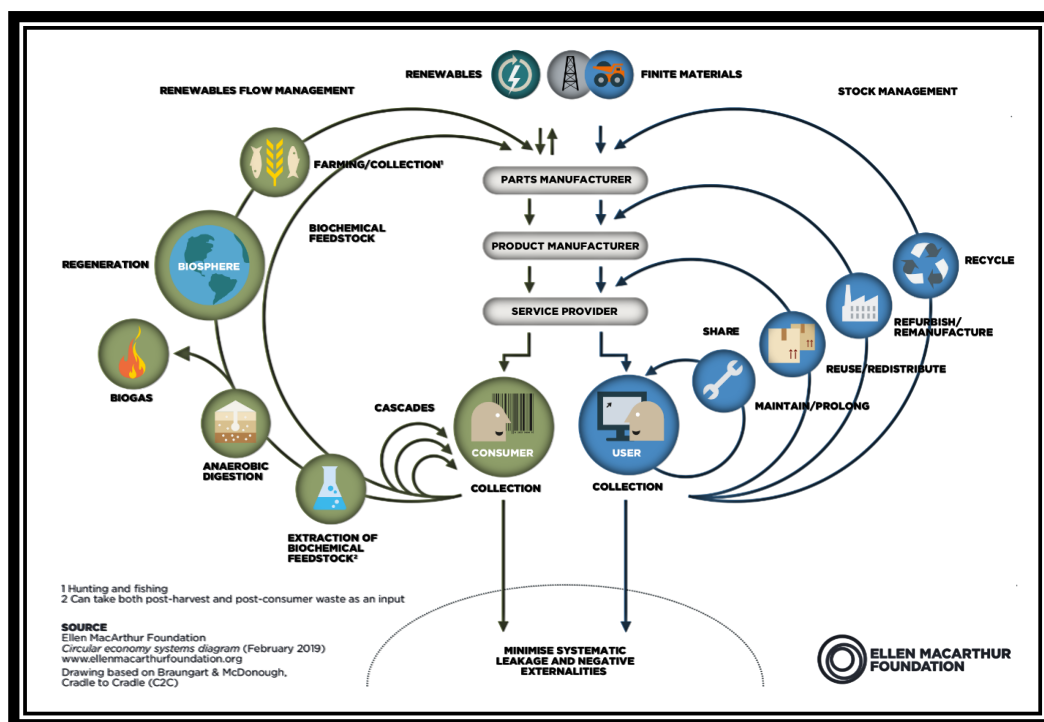 RENEWABLES
FINITE MATERIALS
RENEWABLES FLOW MANAGEMENT
STOCK MANAGEMENT
FARMING/COLLECTION¹
PARTS MANUFACTURER
BIOCHEMICAL
FEEDSTOCK
PRODUCT MANUFACTURER
REGENERATION
BIOSPHERE
RECYCLE
SERVICE PROVIDER
SHARE
REFURBISH/
REMANUFACTURE
REUSE/REDISTRIBUTE
BIOGAS
CASCADES
MAINTAIN/PROLONG
CONSUMER
USER
ANAEROBIC
DIGESTION
COLLECTION
COLLECTION
EXTRACTION OF
BIOCHEMICAL
FEEDSTOCK²
1 Hunting and fishing
2 Can take both post-harvest and post-consumer waste as an input
SOURCE
Ellen MacArthur Foundation
Circular economy systems diagram (February 2019)
www.ellenmacarthurfoundation.org
Drawing based on Braungart & McDonough,
Cradle to Cradle (C2C)
MINIMISE SYSTEMATIC
LEAKAGE AND NEGATIVE
EXTERNALITIES
ELLEN MACARTHUR
FOUNDATION